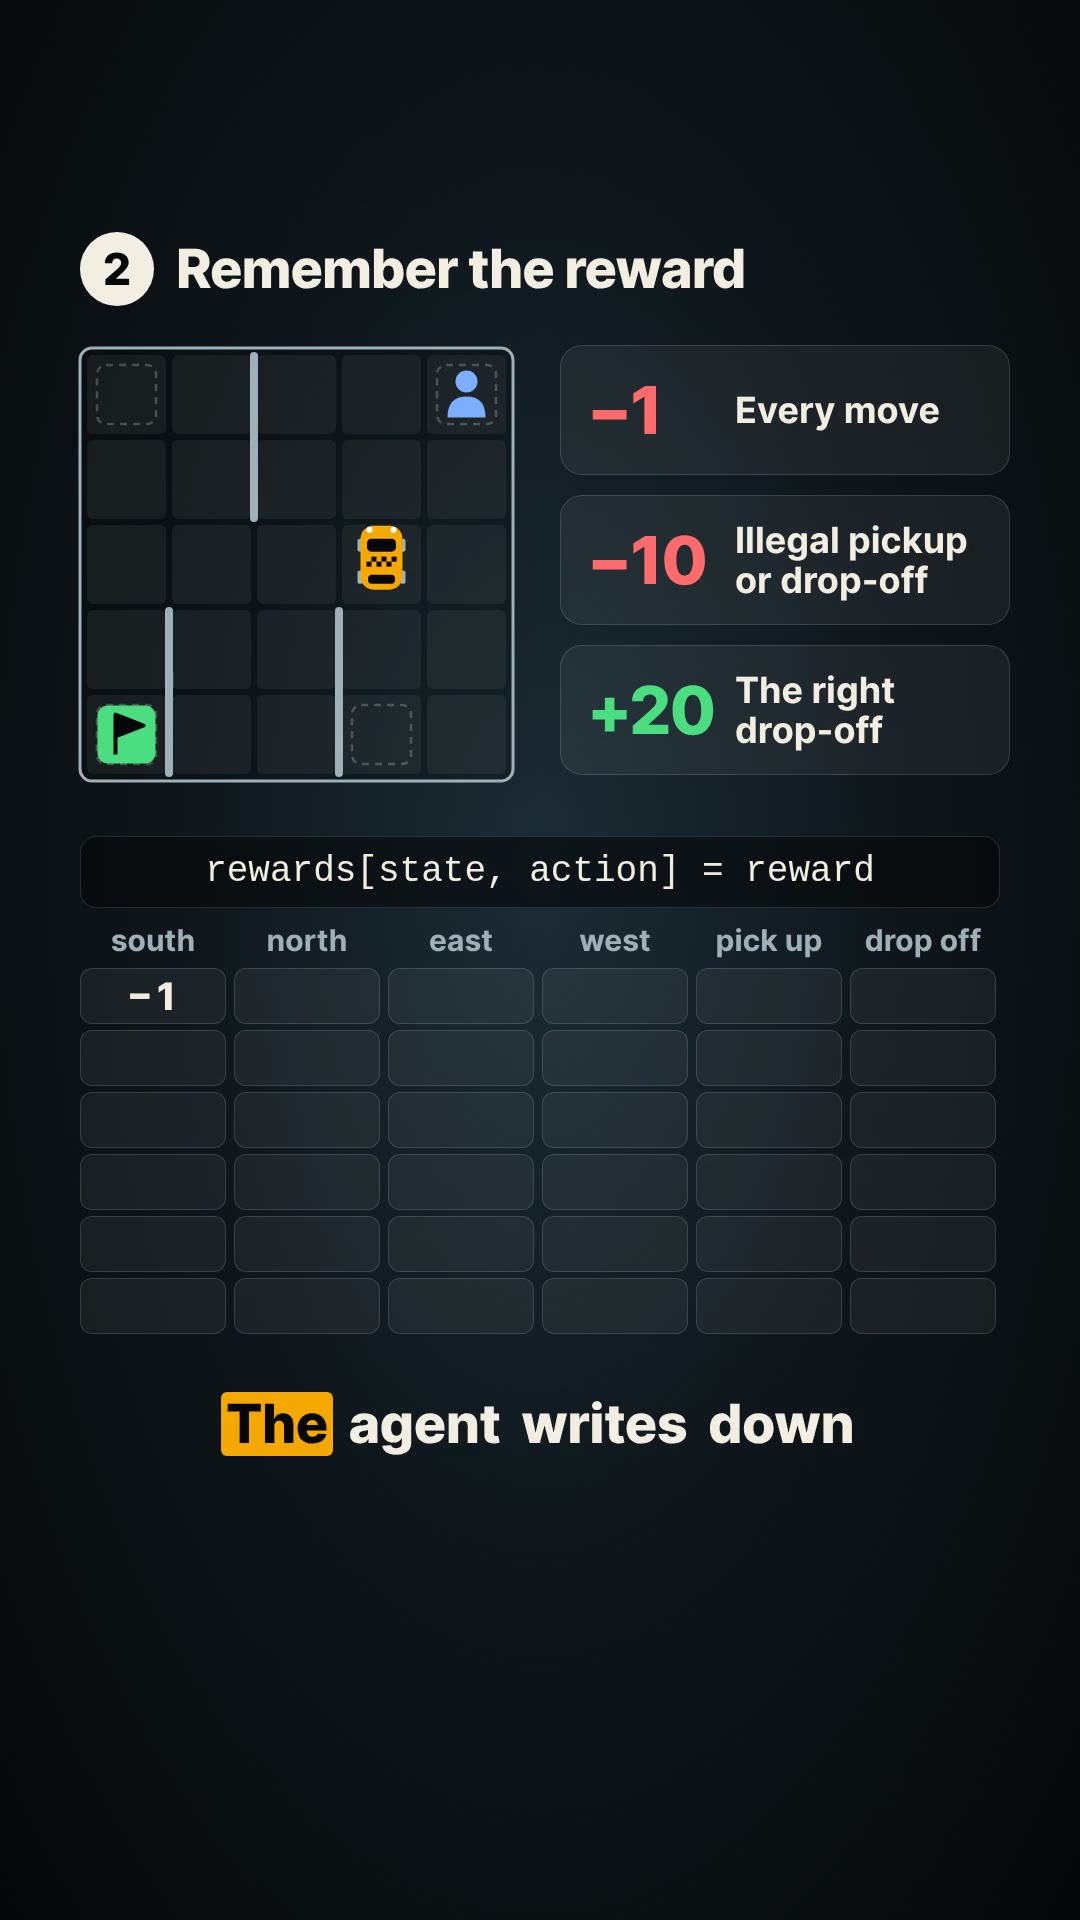 2 Remember the reward
−1 Every move
−10 Illegal pickup
or drop-off
+20 The right
drop-off
rewards[state, action] = reward
south north east west pick up drop off
−1
The agent writes down